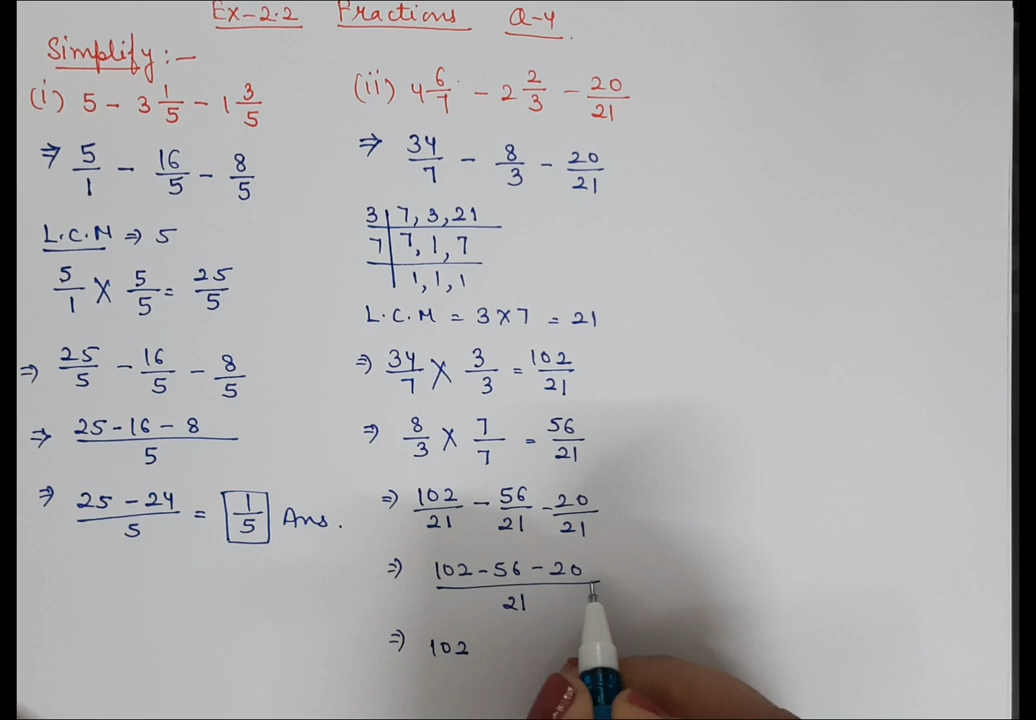 Ex-2.2 Fractions Q-4.
Simplify:-
(i) 5 - 3 1/5 - 1 3/5
⇒ 5/1 - 16/5 - 8/5
L.C.M ⇒ 5
5/1 × 5/5 = 25/5
⇒ 25/5 - 16/5 - 8/5
⇒ 25-16-8/5
⇒ 25-24/5 = 1/5 Ans.
(ii) 4 6/7 - 2 2/3 - 20/21
⇒ 34/7 - 8/3 - 20/21
3 | 7, 3, 21
7 | 7, 1, 7
| 1, 1, 1
L.C.M = 3×7 = 21
⇒ 34/7 × 3/3 = 102/21
⇒ 8/3 × 7/7 = 56/21
⇒ 102/21 - 56/21 - 20/21
⇒ 102-56-20/21
⇒ 102